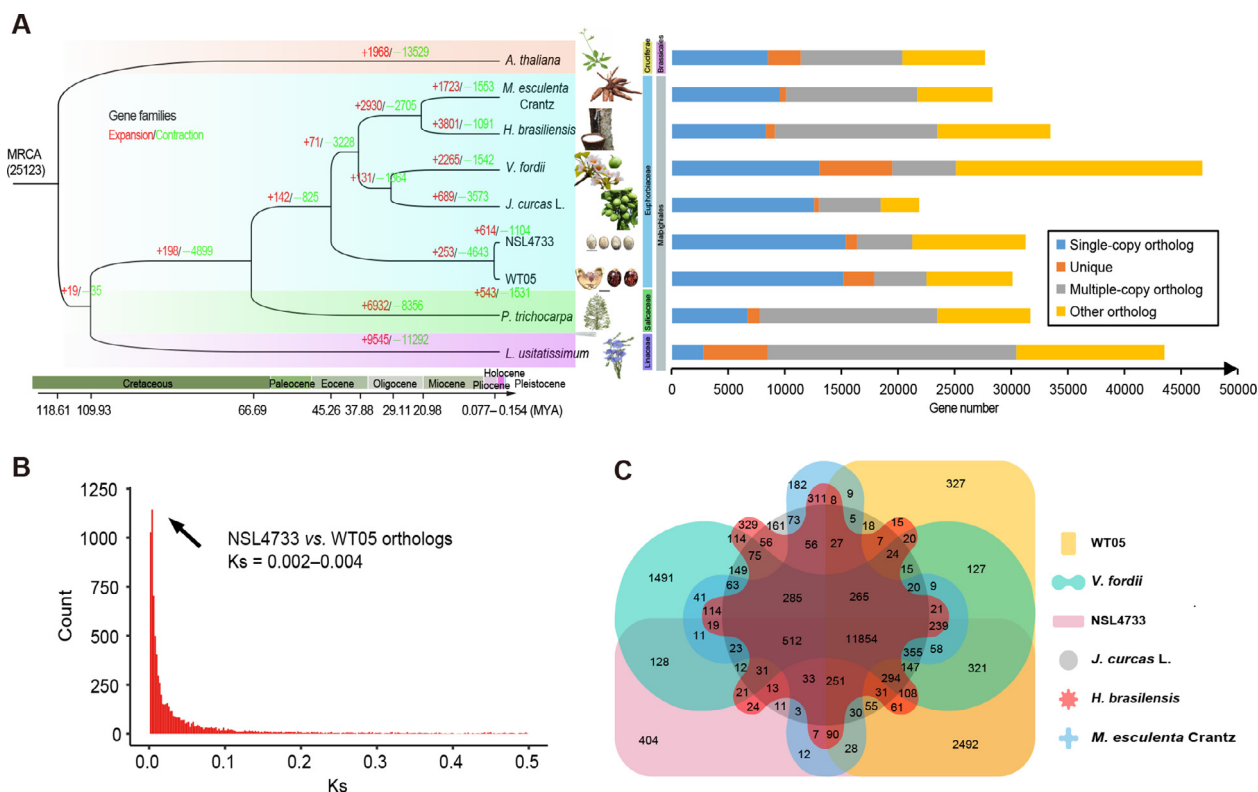 A
Gene families
Expansion/Contraction
MRCA
(25123)
+1968/−13529
A. thaliana
+1723/−1553
M. esculenta
Crantz
+2930/−2705
+3801/−1091
H. brasiliensis
+71/−3228
+2265/−1542
V. fordii
+131/−1964
+689/−3573
J. curcas L.
+142/−825
+614/−1104
NSL4733
+253/−4643
WT05
+543/−1531
+198/−4899
+19/−35
+6932/−8356
P. trichocarpa
+9545/−11292
L. usitatissimum
Cretaceous
Paleocene
Eocene
Oligocene
Miocene
Pliocene
Holocene
Pleistocene
118.61 109.93 66.69 45.26 37.88 29.11 20.98 0.077–0.154 (MYA)
Cruciferae
Brassicales
Euphorbiaceae
Malpighiales
Salicaceae
Linaceae
Single-copy ortholog
Unique
Multiple-copy ortholog
Other ortholog
0 5000 10000 15000 20000 25000 30000 35000 40000 45000 50000
Gene number
B
1250
1000
750
500
250
0
Count
NSL4733 vs. WT05 orthologs
Ks = 0.002–0.004
0.0 0.1 0.2 0.3 0.4 0.5
Ks
C
182 9 327
311 8
329 161 73 5 18 15
114 56 56 27 7 20
75 24
149 15
1491 63 20 9 127
41 285 265
114 21
19 239
11 512 11854 58
23 355
128 12 31 33 251 294 147 321
21 13 31 108
24 11 3 30 55 61
7 90
404 12 28 2492
WT05
V. fordii
NSL4733
J. curcas L.
H. brasilensis
M. esculenta Crantz